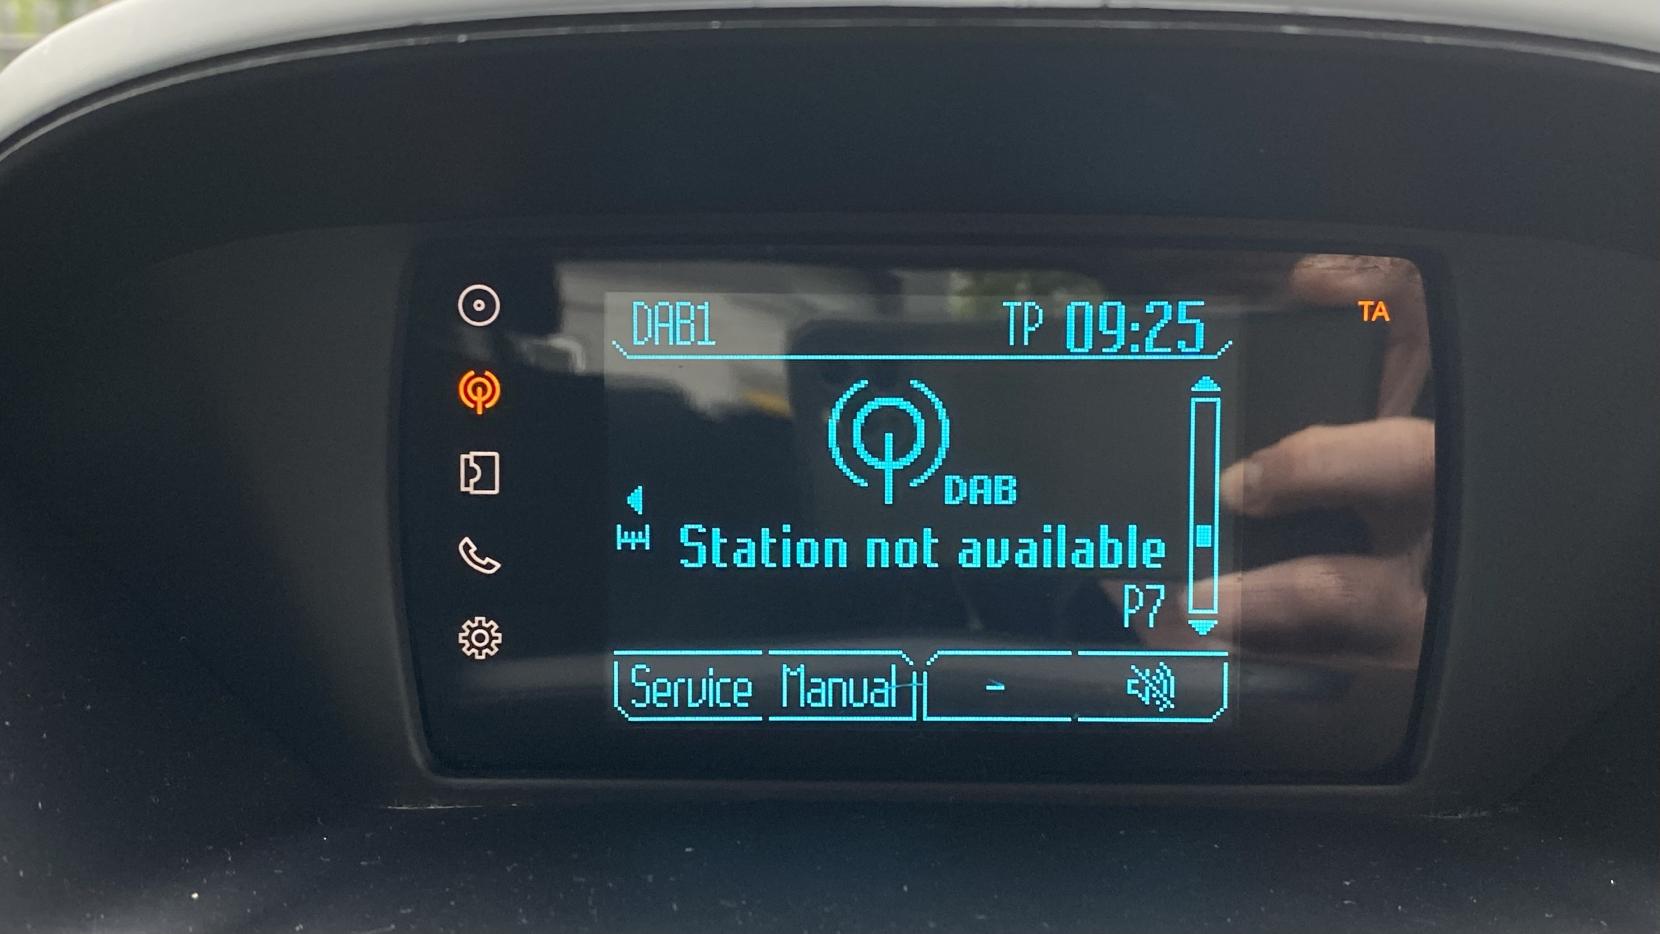 DAB1 TP 09:25 TA
DAB
Station not available
P7
Service Manual -